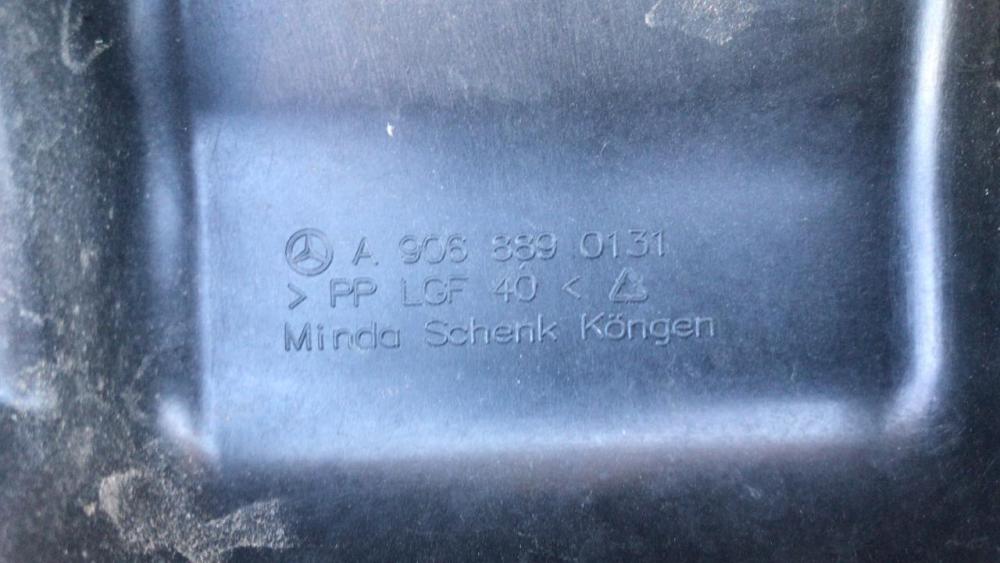 A 906 889 0131
> PP LGF 40 <
Minda Schenk Köngen